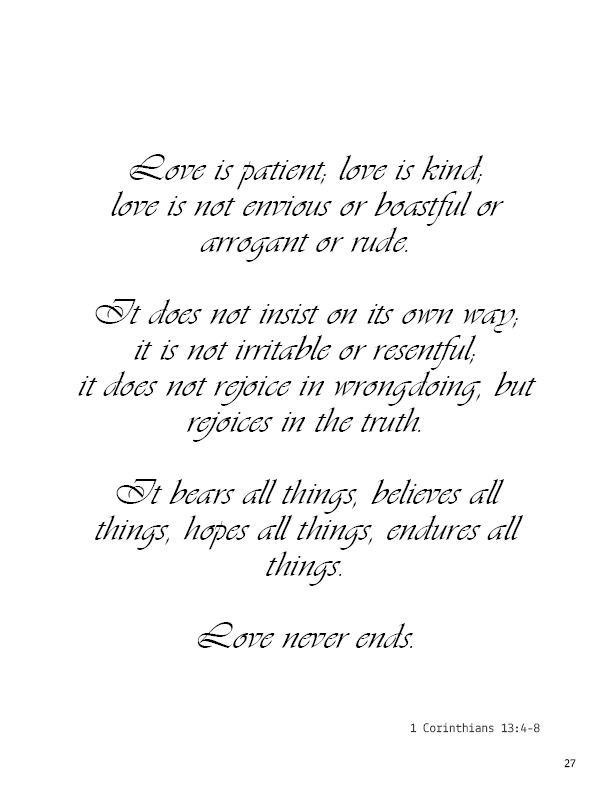 Love is patient; love is kind;
love is not envious or boastful or
arrogant or rude.
It does not insist on its own way;
it is not irritable or resentful;
it does not rejoice in wrongdoing, but
rejoices in the truth.
It bears all things, believes all
things, hopes all things, endures all
things.
Love never ends.
1 Corinthians 13:4-8
27